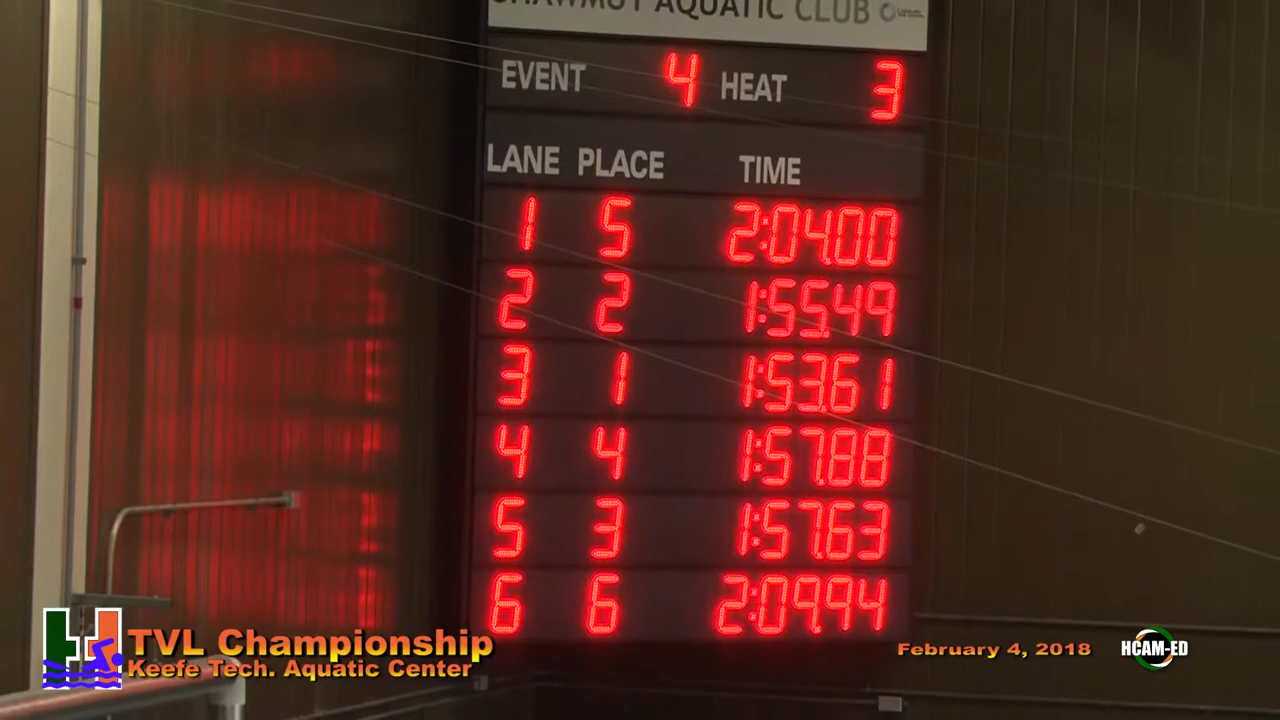 SHAWMUT AQUATIC CLUB
EVENT 4 HEAT 3
LANE PLACE TIME
1 5 2:04.00
2 2 1:55.49
3 1 1:53.61
4 4 1:57.88
5 3 1:57.63
6 6 2:09.94
TVL Championship
Keefe Tech. Aquatic Center
February 4, 2018
HCAM-ED